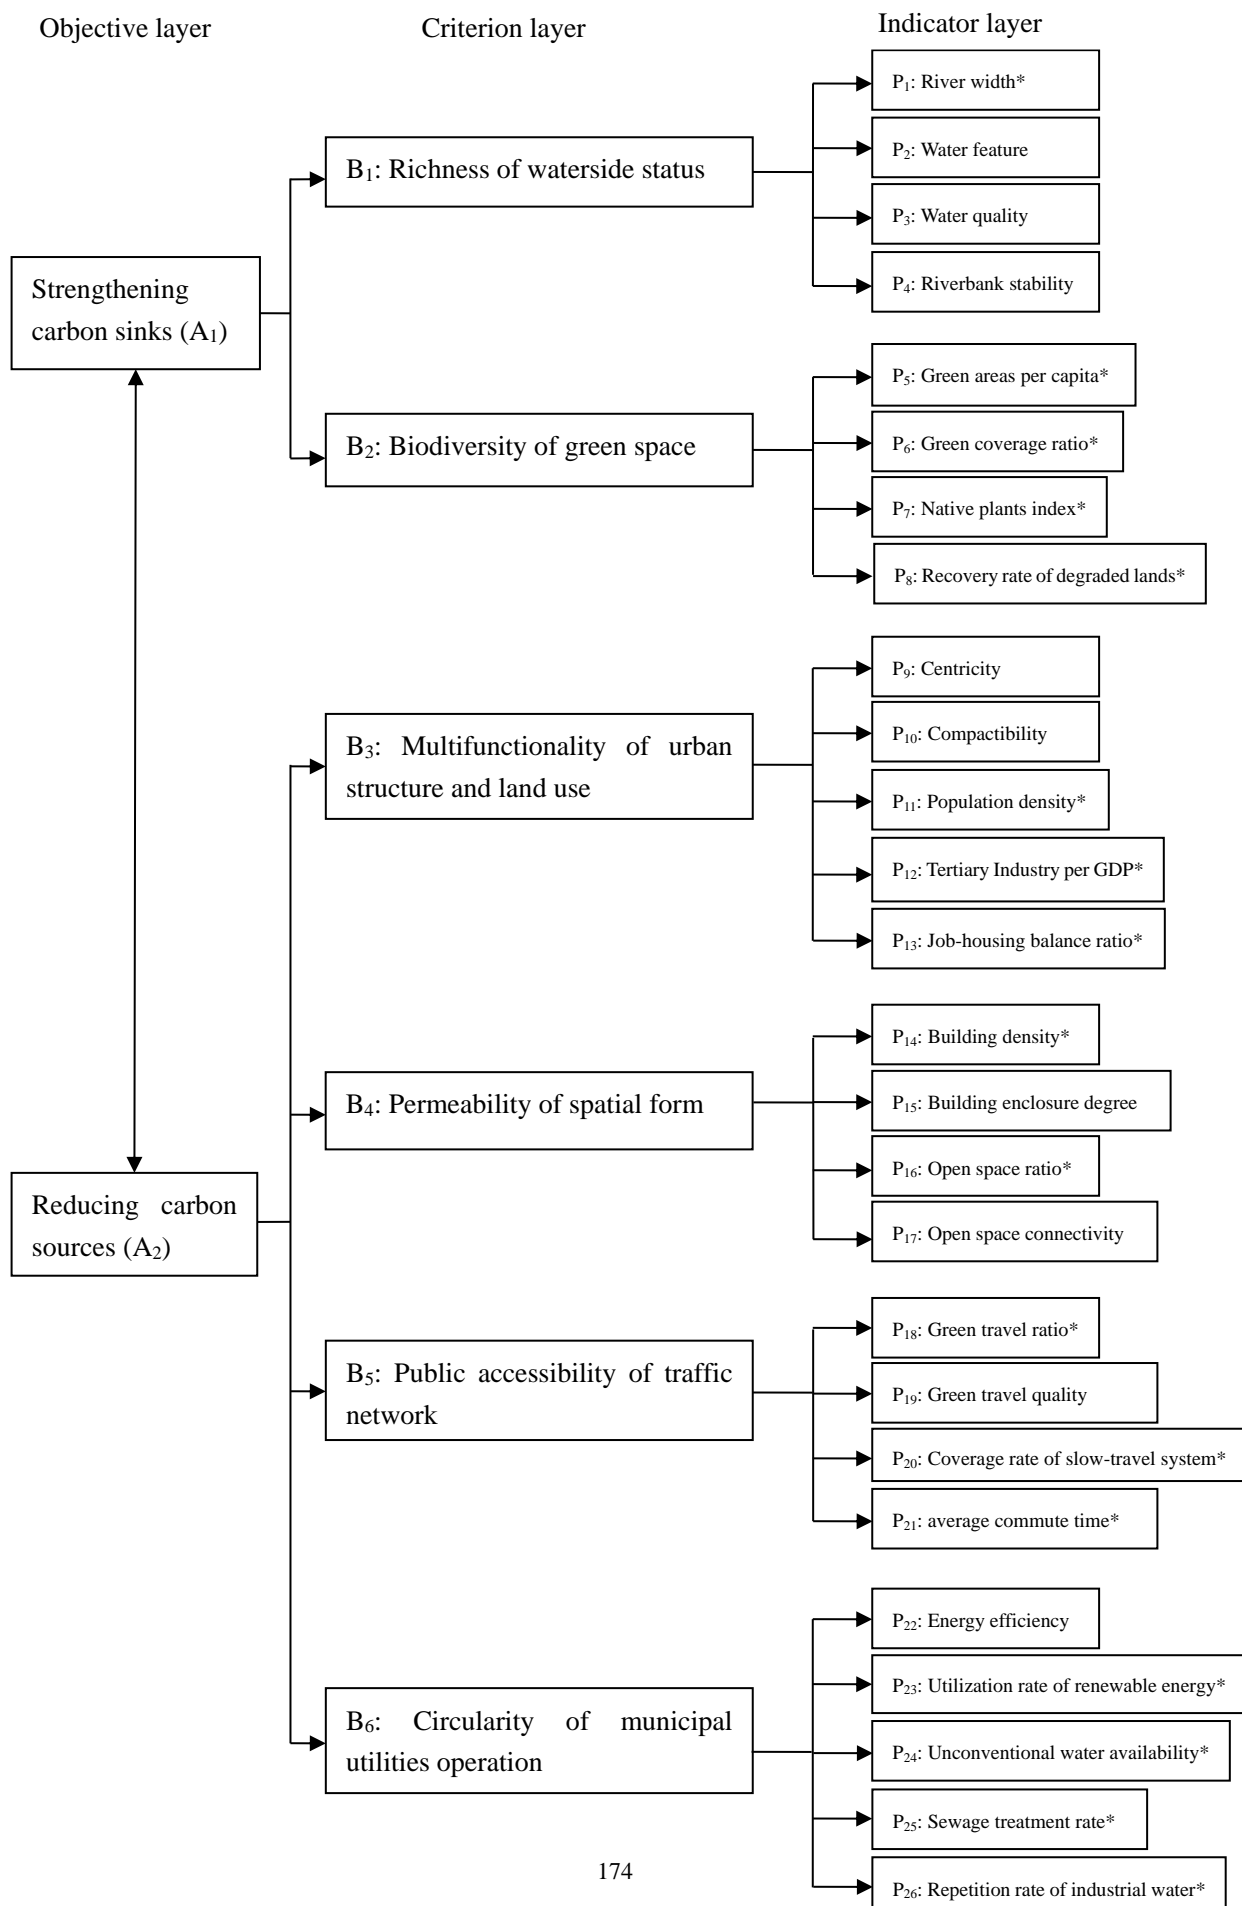 Objective layer
Criterion layer
Indicator layer
Strengthening
carbon sinks (A₁)
B₁: Richness of waterside status
P₁: River width*
P₂: Water feature
P₃: Water quality
P₄: Riverbank stability
B₂: Biodiversity of green space
P₅: Green areas per capita*
P₆: Green coverage ratio*
P₇: Native plants index*
P₈: Recovery rate of degraded lands*
Reducing carbon
sources (A₂)
B₃: Multifunctionality of urban
structure and land use
P₉: Centricity
P₁₀: Compactibility
P₁₁: Population density*
P₁₂: Tertiary Industry per GDP*
P₁₃: Job-housing balance ratio*
B₄: Permeability of spatial form
P₁₄: Building density*
P₁₅: Building enclosure degree
P₁₆: Open space ratio*
P₁₇: Open space connectivity
B₅: Public accessibility of traffic
network
P₁₈: Green travel ratio*
P₁₉: Green travel quality
P₂₀: Coverage rate of slow-travel system*
P₂₁: average commute time*
B₆: Circularity of municipal
utilities operation
P₂₂: Energy efficiency
P₂₃: Utilization rate of renewable energy*
P₂₄: Unconventional water availability*
P₂₅: Sewage treatment rate*
P₂₆: Repetition rate of industrial water*
174